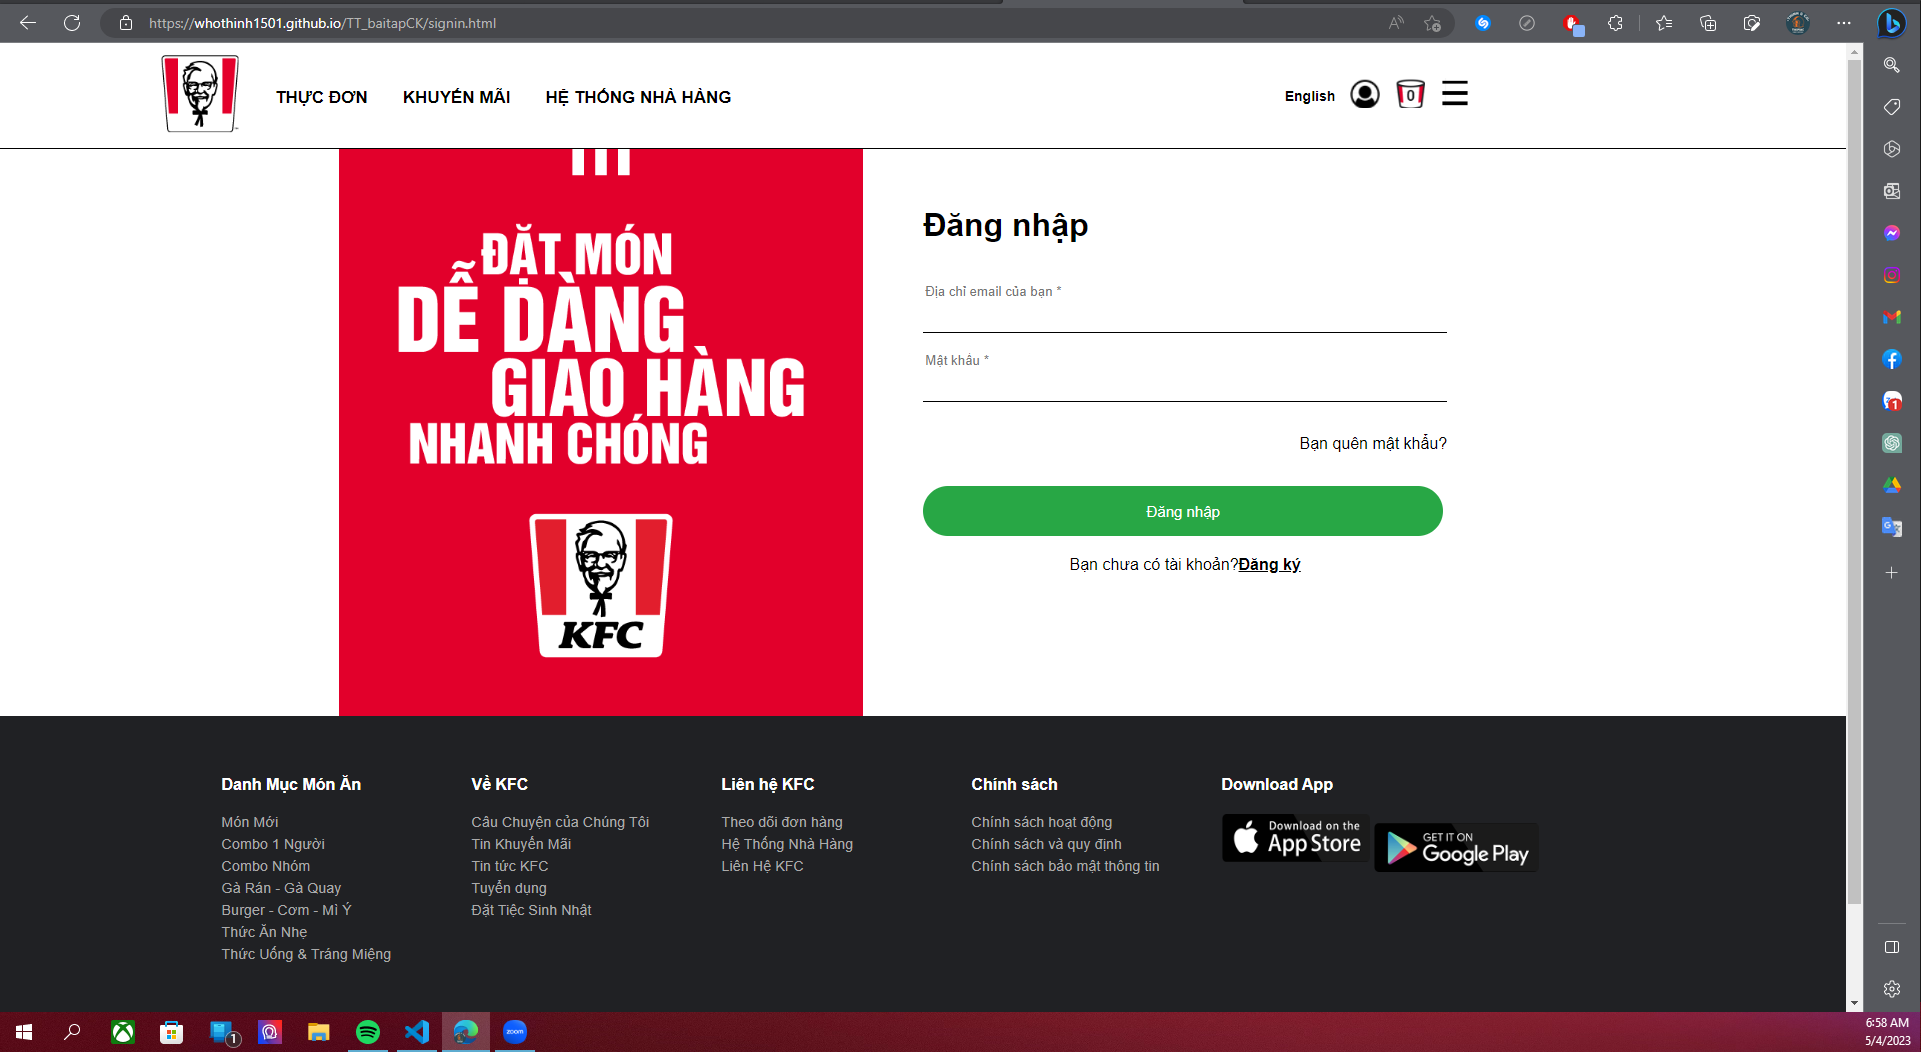 https://whothinh1501.github.io/TT_baitapCK/signin.html
THỰC ĐƠN
KHUYẾN MÃI
HỆ THỐNG NHÀ HÀNG
English
0
ĐẶT MÓN
DỄ DÀNG
GIAO HÀNG
NHANH CHÓNG
KFC
Đăng nhập
Địa chỉ email của bạn *
Mật khẩu *
Bạn quên mật khẩu?
Đăng nhập
Bạn chưa có tài khoản?Đăng ký
Danh Mục Món Ăn
Món Mới
Combo 1 Người
Combo Nhóm
Gà Rán - Gà Quay
Burger - Cơm - Mì Ý
Thức Ăn Nhẹ
Thức Uống & Tráng Miệng
Về KFC
Câu Chuyện của Chúng Tôi
Tin Khuyến Mãi
Tin tức KFC
Tuyển dụng
Đặt Tiệc Sinh Nhật
Liên hệ KFC
Theo dõi đơn hàng
Hệ Thống Nhà Hàng
Liên Hệ KFC
Chính sách
Chính sách hoạt động
Chính sách và quy định
Chính sách bảo mật thông tin
Download App
Download on the
App Store
GET IT ON
Google Play
1
1
zoom
6:58 AM
5/4/2023